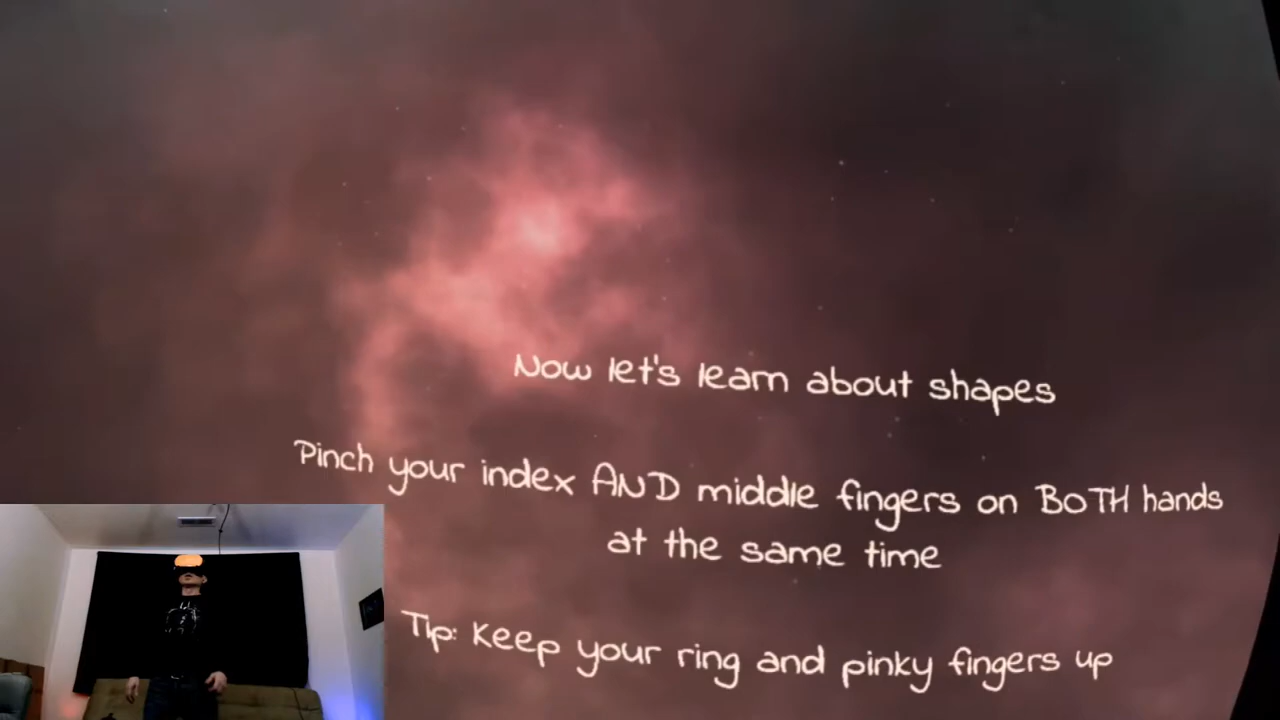 Now let's learn about shapes
Pinch your index AND middle fingers on BOTH hands
at the same time
Tip: Keep your ring and pinky fingers up